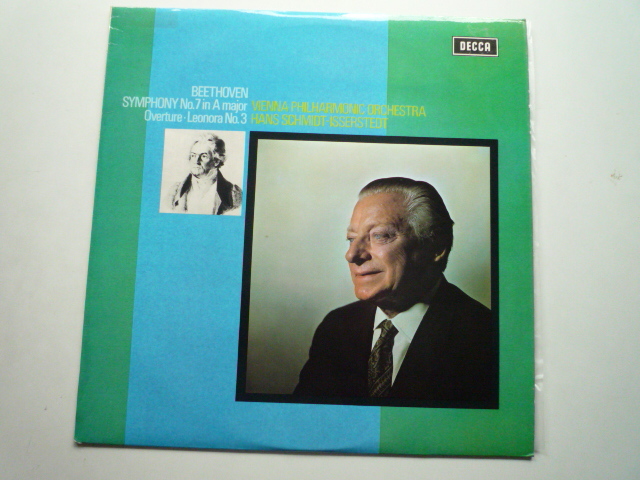 DECCA
BEETHOVEN
SYMPHONY No.7 in A major VIENNA PHILHARMONIC ORCHESTRA
Overture·Leonora No.3 HANS SCHMIDT-ISSERSTEDT